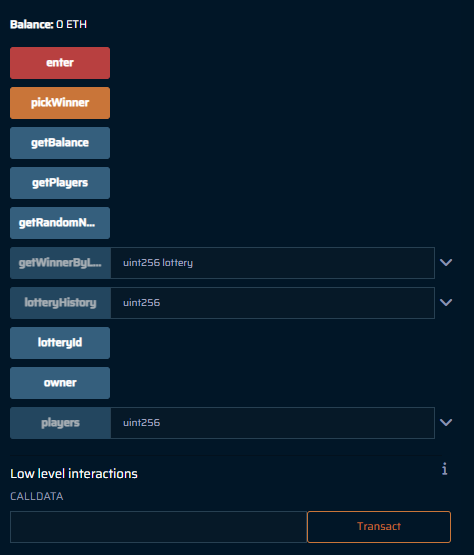 Balance: 0 ETH
enter
pickWinner
getBalance
getPlayers
getRandomN...
getWinnerByL... uint256 lottery
lotteryHistory uint256
lotteryId
owner
players uint256
Low level interactions
CALLDATA
Transact